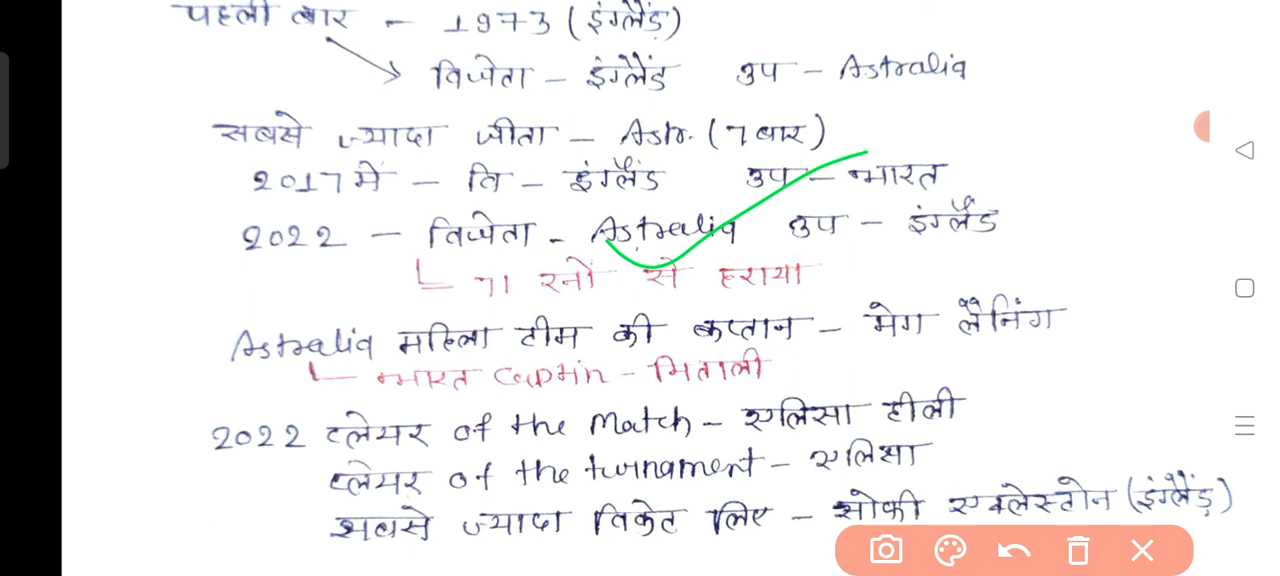 पहली बार - 1973 (इंग्लैंड)
विजेता - इंग्लैंड उप - Astralia
सबसे ज्यादा जीता - Astr. (7 बार)
2017 में - वि - इंग्लैंड उप - भारत
2022 - विजेता - Astralia उप - इंग्लैंड
71 रनों से हराया
Astralia महिला टीम की कप्तान - मेग लैनिंग
भारत Captin - मिताली
2022 प्लेयर of the Match - एलिसा हीली
प्लेयर of the turnament - एलिसा
सबसे ज्यादा विकेट लिए - सोफी एक्लेस्टोन (इंग्लैंड)